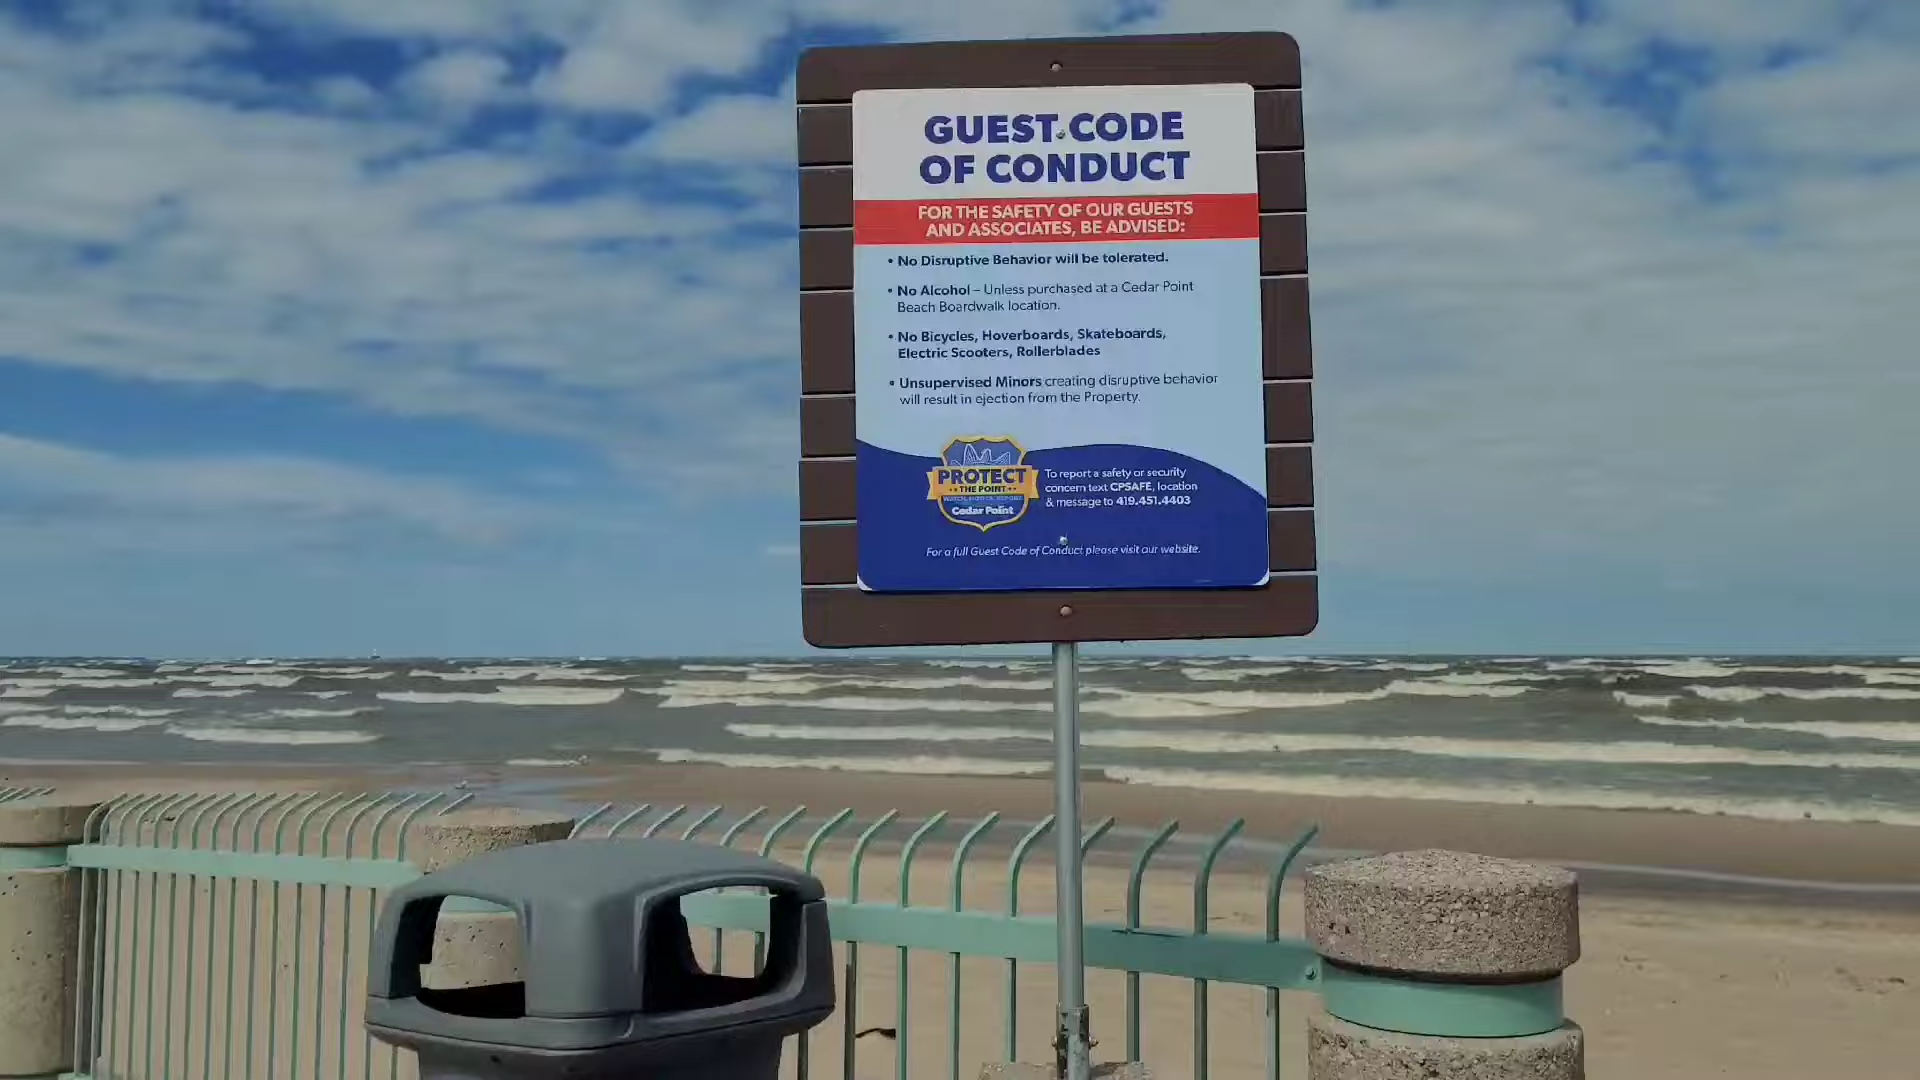 GUEST CODE
OF CONDUCT
FOR THE SAFETY OF OUR GUESTS
AND ASSOCIATES, BE ADVISED:
• No Disruptive Behavior will be tolerated.
• No Alcohol – Unless purchased at a Cedar Point
Beach Boardwalk location.
• No Bicycles, Hoverboards, Skateboards,
Electric Scooters, Rollerblades
• Unsupervised Minors creating disruptive behavior
will result in ejection from the Property.
PROTECT
•• THE POINT ••
Cedar Point
To report a safety or security
concern text CPSAFE, location
& message to 419.451.4403
For a full Guest Code of Conduct please visit our website.